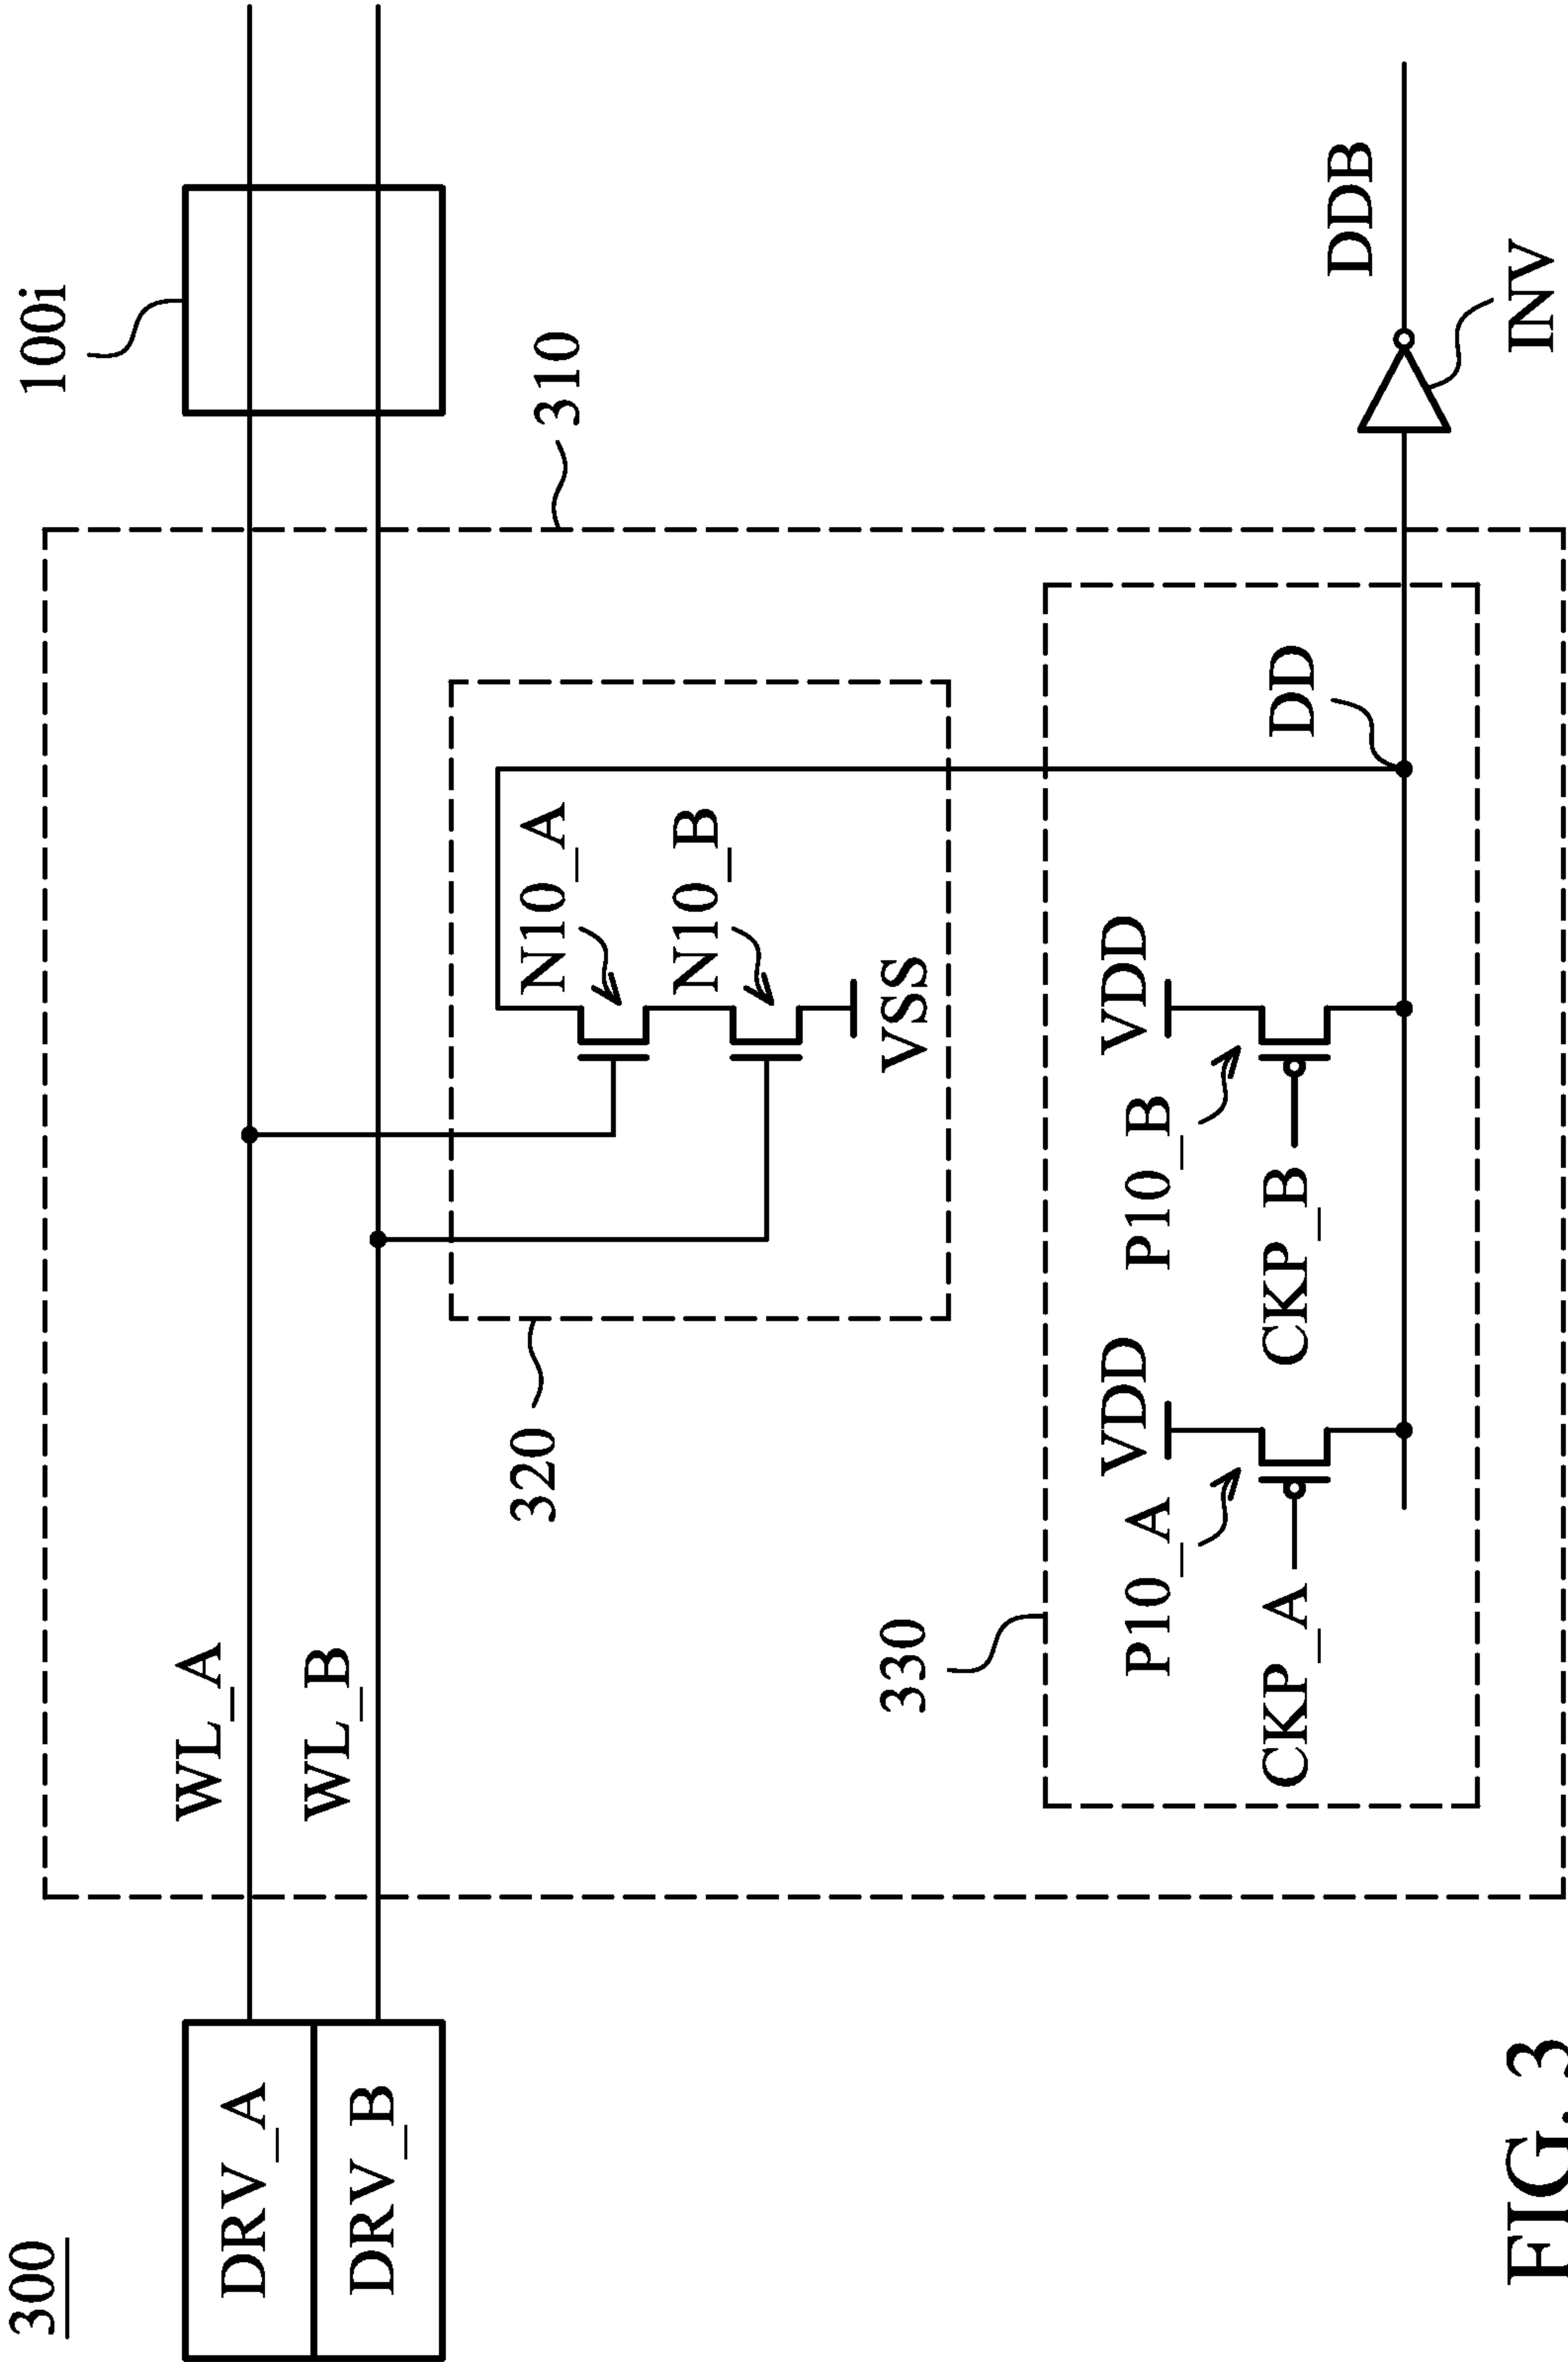 300
100i
DRV_A
DRV_B
WL_A
WL_B
310
320
N10_A
N10_B
VSS
330
VDD
VDD
P10_A
P10_B
CKP_A
CKP_B
DD
DDB
INV
FIG. 3